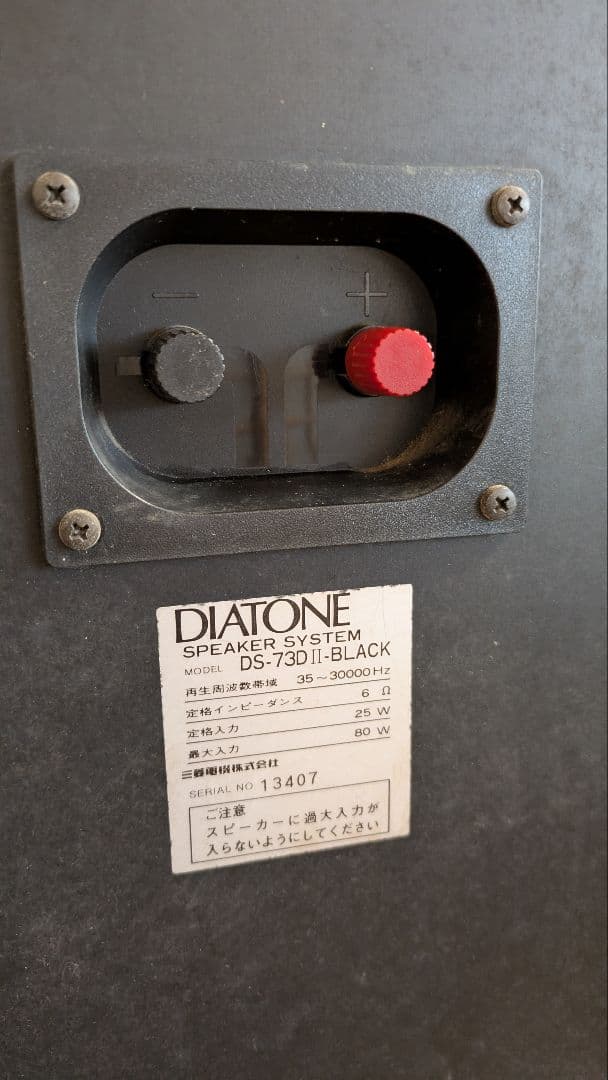 − +
DIATONE
SPEAKER SYSTEM
MODEL DS-73DII-BLACK
再生周波数帯域 35～30000Hz
定格インピーダンス 6 Ω
定格入力 25 W
最大入力 80 W
三菱電機株式会社
SERIAL NO 13407
ご注意
スピーカーに過大入力が
入らないようにしてください